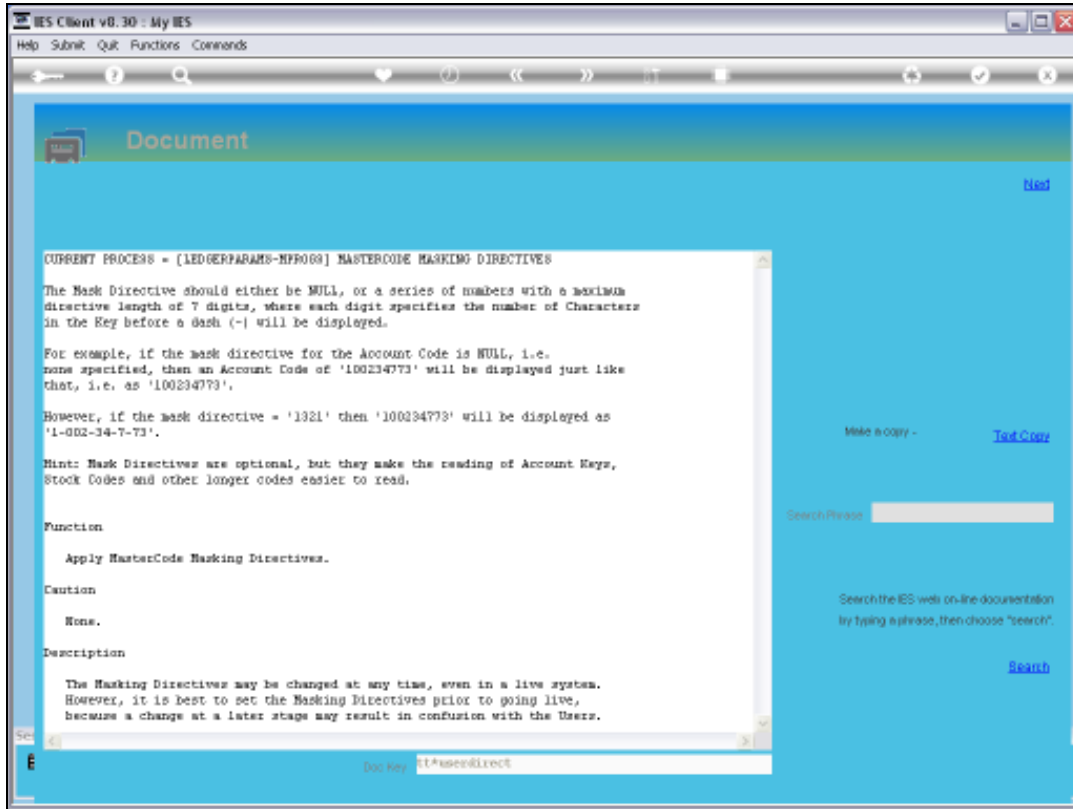 IES Client v8.30 : My IES
Help Submit Quit Functions Commands
Document
Next
CURRENT PROCESS = [LEDGERPARAMS-MPR069] MASTERCODE MASKING DIRECTIVES
The Mask Directive should either be NULL, or a series of numbers with a maximum
directive length of 7 digits, where each digit specifies the number of Characters
in the Key before a dash (-) will be displayed.
For example, if the mask directive for the Account Code is NULL, i.e.
none specified, then an Account Code of '100234773' will be displayed just like
that, i.e. as '100234773'.
However, if the mask directive = '1321' then '100234773' will be displayed as
'1-002-34-7-73'.
Hint: Mask Directives are optional, but they make the reading of Account Keys,
Stock Codes and other longer codes easier to read.
Function
Apply MasterCode Masking Directives.
Caution
None.
Description
The Masking Directives may be changed at any time, even in a live system.
However, it is best to set the Masking Directives prior to going live,
because a change at a later stage may result in confusion with the Users.
Make a copy -
Text Copy
Search Phrase
Search the IES web on-line documentation
by typing a phrase, then choose "search".
Search
Doc Key tt*userdirect